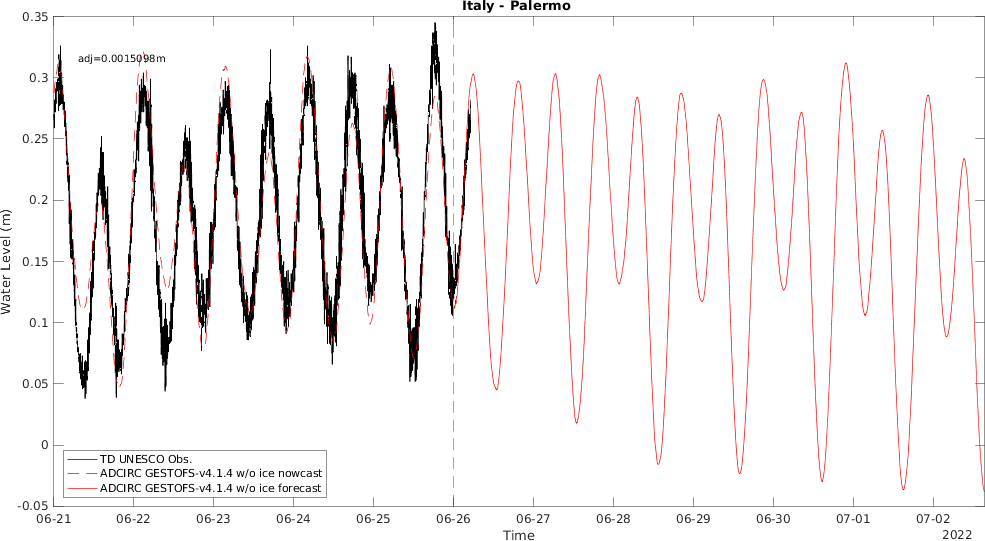 Italy - Palermo
adj=0.0015098m
Water Level (m)
0.35
0.3
0.25
0.2
0.15
0.1
0.05
0
-0.05
TD UNESCO Obs.
ADCIRC GESTOFS-v4.1.4 w/o ice nowcast
ADCIRC GESTOFS-v4.1.4 w/o ice forecast
06-21 06-22 06-23 06-24 06-25 06-26 06-27 06-28 06-29 06-30 07-01 07-02
Time
2022